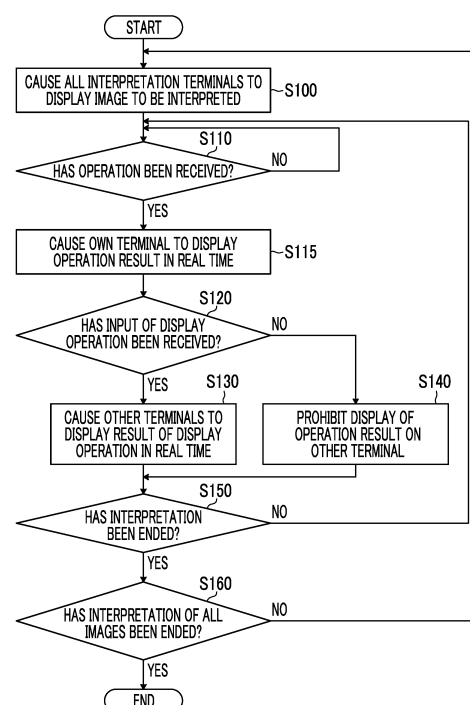 START
CAUSE ALL INTERPRETATION TERMINALS TO
DISPLAY IMAGE TO BE INTERPRETED
S100
S110
HAS OPERATION BEEN RECEIVED?
NO
YES
CAUSE OWN TERMINAL TO DISPLAY
OPERATION RESULT IN REAL TIME
S115
S120
HAS INPUT OF DISPLAY
OPERATION BEEN RECEIVED?
NO
YES
S130
CAUSE OTHER TERMINALS TO
DISPLAY RESULT OF DISPLAY
OPERATION IN REAL TIME
S140
PROHIBIT DISPLAY OF
OPERATION RESULT ON
OTHER TERMINAL
S150
HAS INTERPRETATION
BEEN ENDED?
NO
YES
S160
HAS INTERPRETATION OF ALL
IMAGES BEEN ENDED?
NO
YES
END